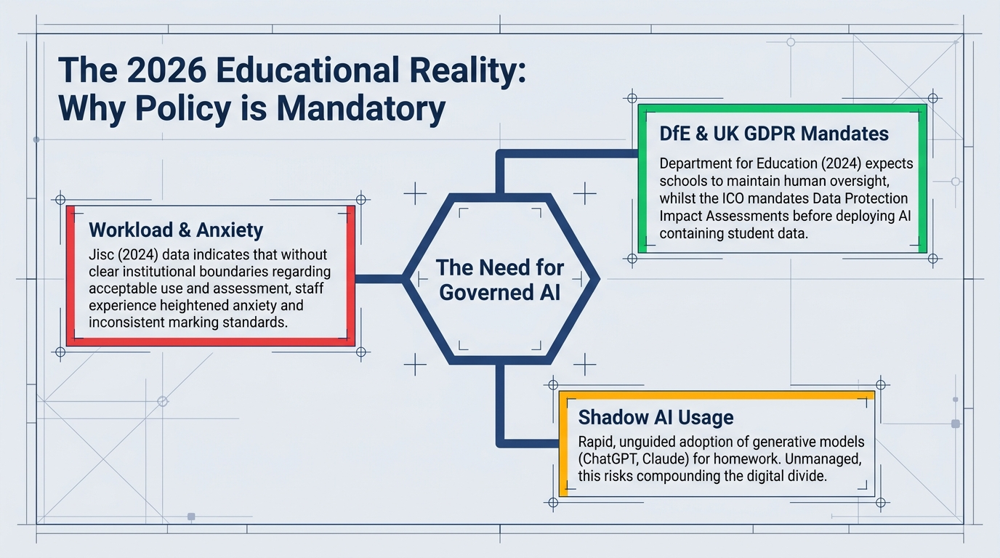 The 2026 Educational Reality:
Why Policy is Mandatory
DfE & UK GDPR Mandates
Department for Education (2024) expects
schools to maintain human oversight,
whilst the ICO mandates Data Protection
Impact Assessments before deploying AI
containing student data.
Workload & Anxiety
Jisc (2024) data indicates that without
clear institutional boundaries regarding
acceptable use and assessment, staff
experience heightened anxiety and
inconsistent marking standards.
The Need for
Governed AI
Shadow AI Usage
Rapid, unguided adoption of generative models
(ChatGPT, Claude) for homework. Unmanaged,
this risks compounding the digital divide.